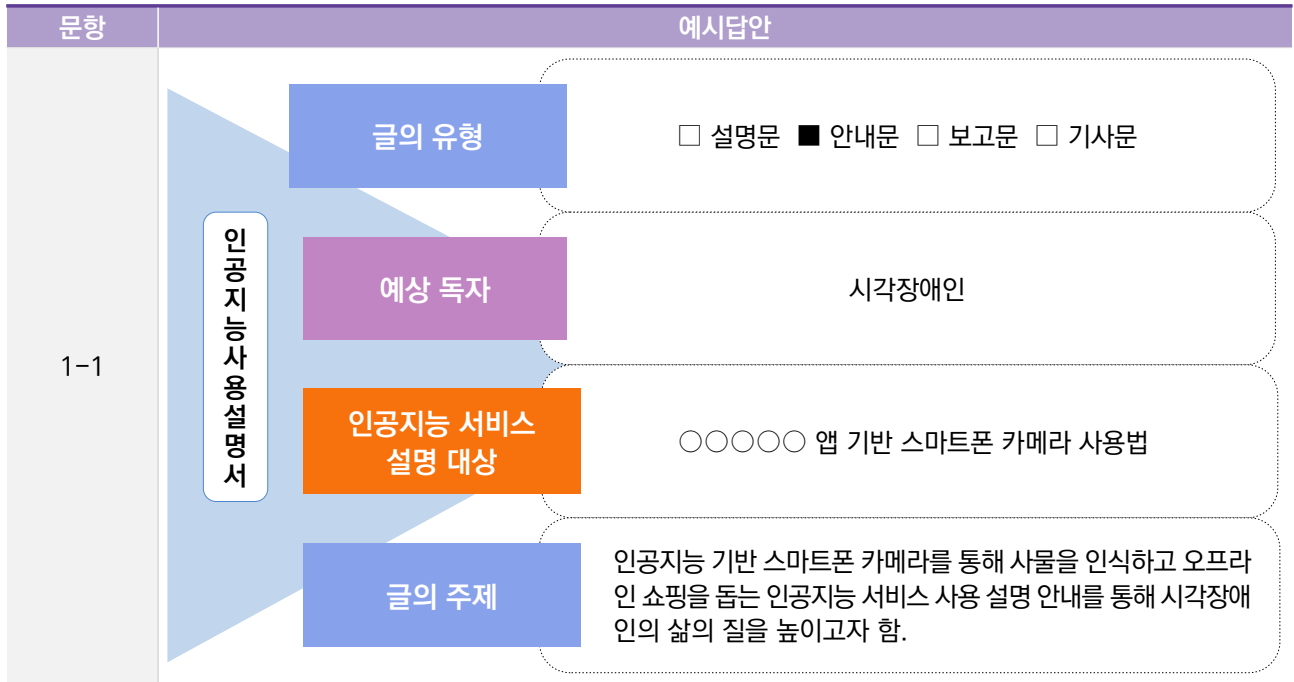 문항
예시답안
1-1
인공지능사용설명서
글의 유형
□ 설명문 ■ 안내문 □ 보고문 □ 기사문
예상 독자
시각장애인
인공지능 서비스
설명 대상
○○○○○ 앱 기반 스마트폰 카메라 사용법
글의 주제
인공지능 기반 스마트폰 카메라를 통해 사물을 인식하고 오프라
인 쇼핑을 돕는 인공지능 서비스 사용 설명 안내를 통해 시각장애
인의 삶의 질을 높이고자 함.